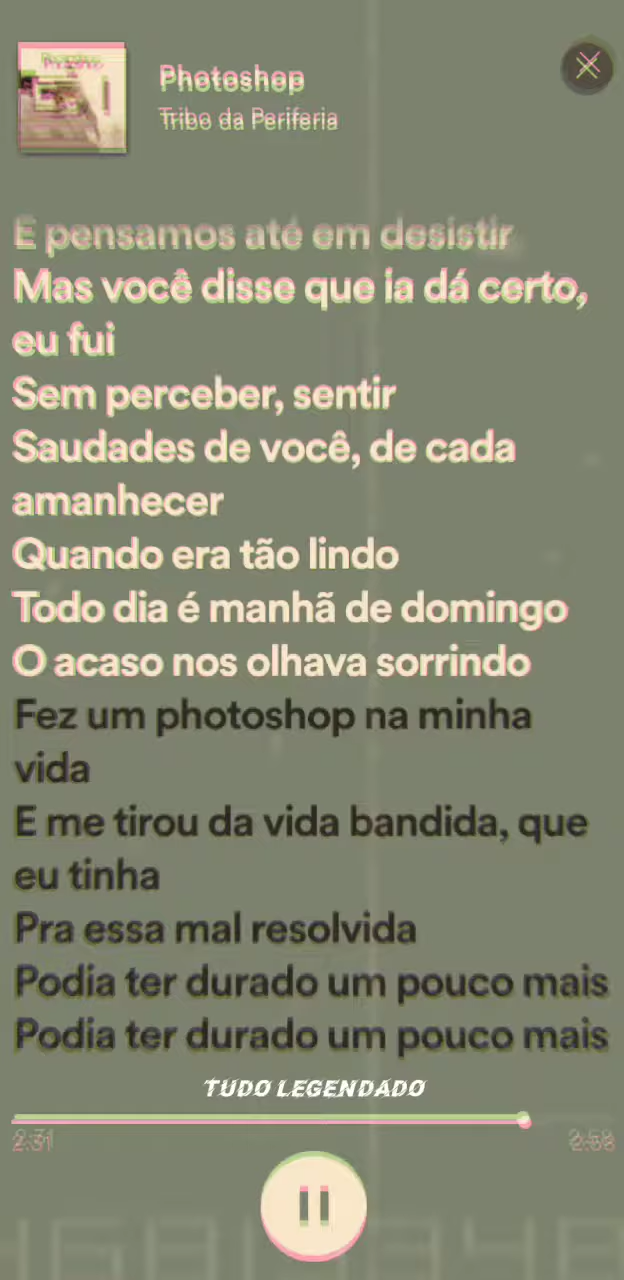 Photoshop
Tribo da Periferia
E pensamos até em desistir
Mas você disse que ia dá certo,
eu fui
Sem perceber, sentir
Saudades de você, de cada
amanhecer
Quando era tão lindo
Todo dia é manhã de domingo
O acaso nos olhava sorrindo
Fez um photoshop na minha
vida
E me tirou da vida bandida, que
eu tinha
Pra essa mal resolvida
Podia ter durado um pouco mais
Podia ter durado um pouco mais
TUDO LEGENDADO
2:31
2:58